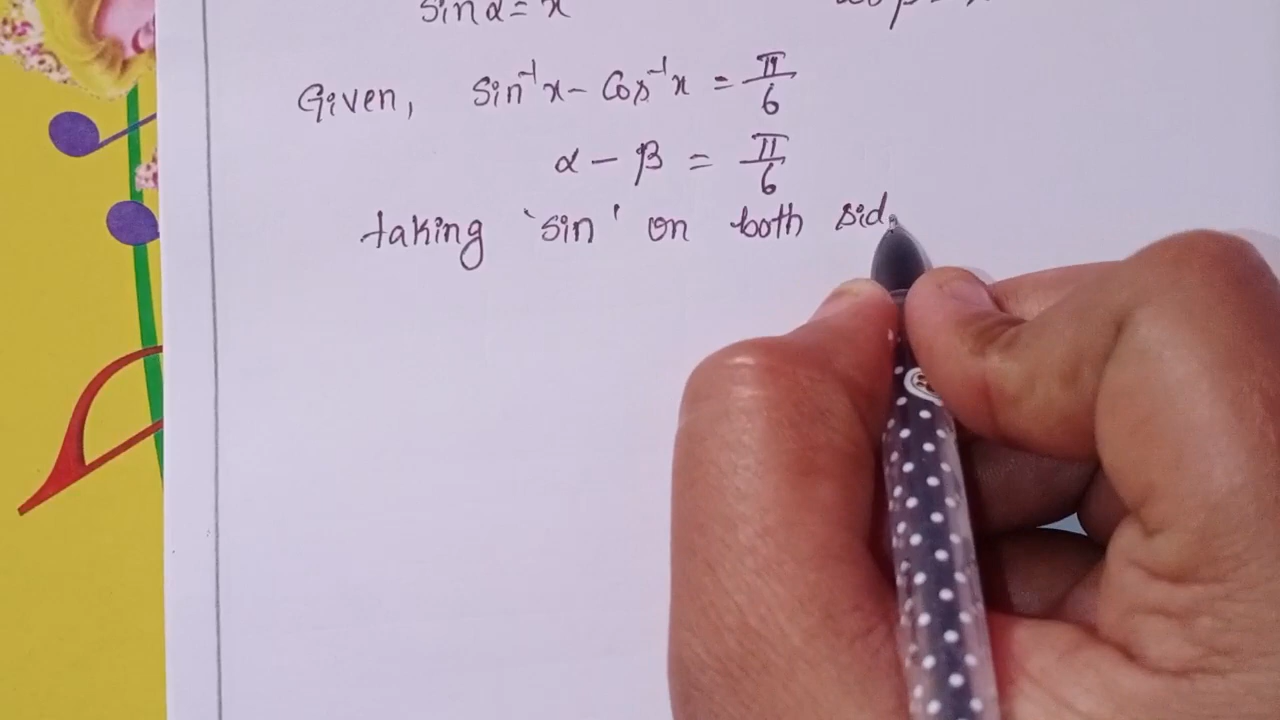 sin α = x
Given, Sin⁻¹x - Cos⁻¹x = π/6
α - β = π/6
taking 'sin' on both sid